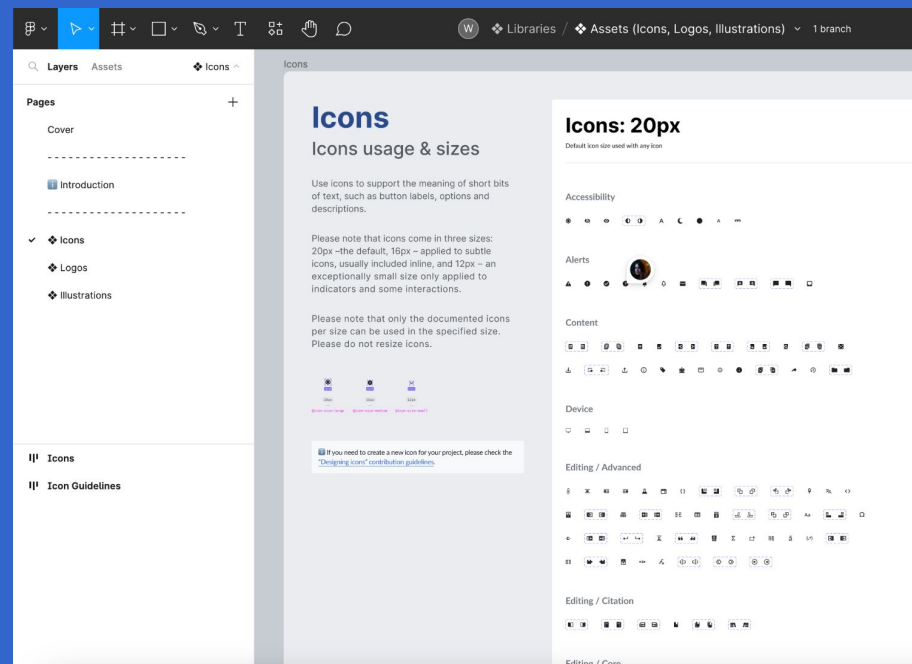 W Libraries / Assets (Icons, Logos, Illustrations) 1 branch
Layers Assets Icons
Pages
Cover
- - - - - - - - - - - - - - - - - - - -
Introduction
- - - - - - - - - - - - - - - - - - - -
Icons
Logos
Illustrations
Icons
Icon Guidelines
Icons
Icons
Icons usage & sizes
Use icons to support the meaning of short bits
of text, such as button labels, options and
descriptions.
Please note that icons come in three sizes:
20px –the default, 16px – applied to subtle
icons, usually included inline, and 12px – an
exceptionally small size only applied to
indicators and some interactions.
Please note that only the documented icons
per size can be used in the specified size.
Please do not resize icons.
If you need to create a new icon for your project, please check the
"Designing icons" contribution guidelines.
Icons: 20px
Default icon size used with any icon
Accessibility
Alerts
Content
Device
Editing / Advanced
Editing / Citation
Editing / Core